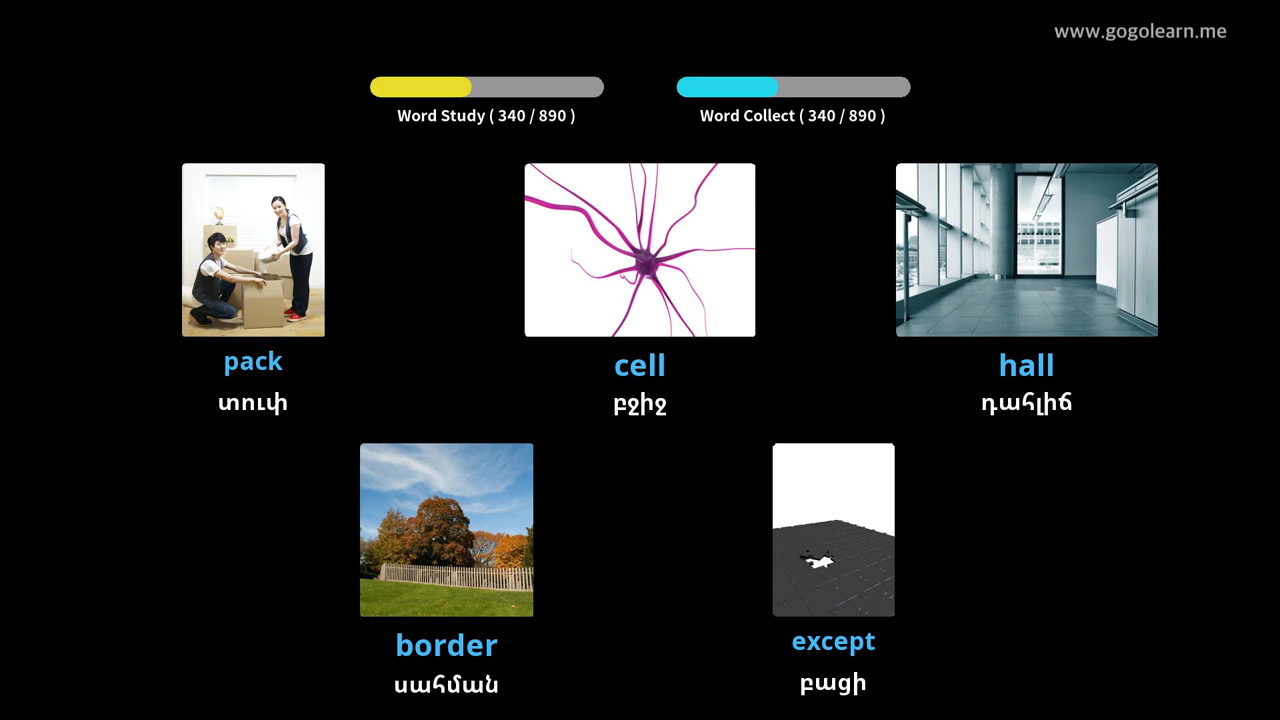 www.gogolearn.me
Word Study ( 340 / 890 )
Word Collect ( 340 / 890 )
pack
cell
hall
տուփ
բջիջ
դահլիճ
border
except
սահման
բացի